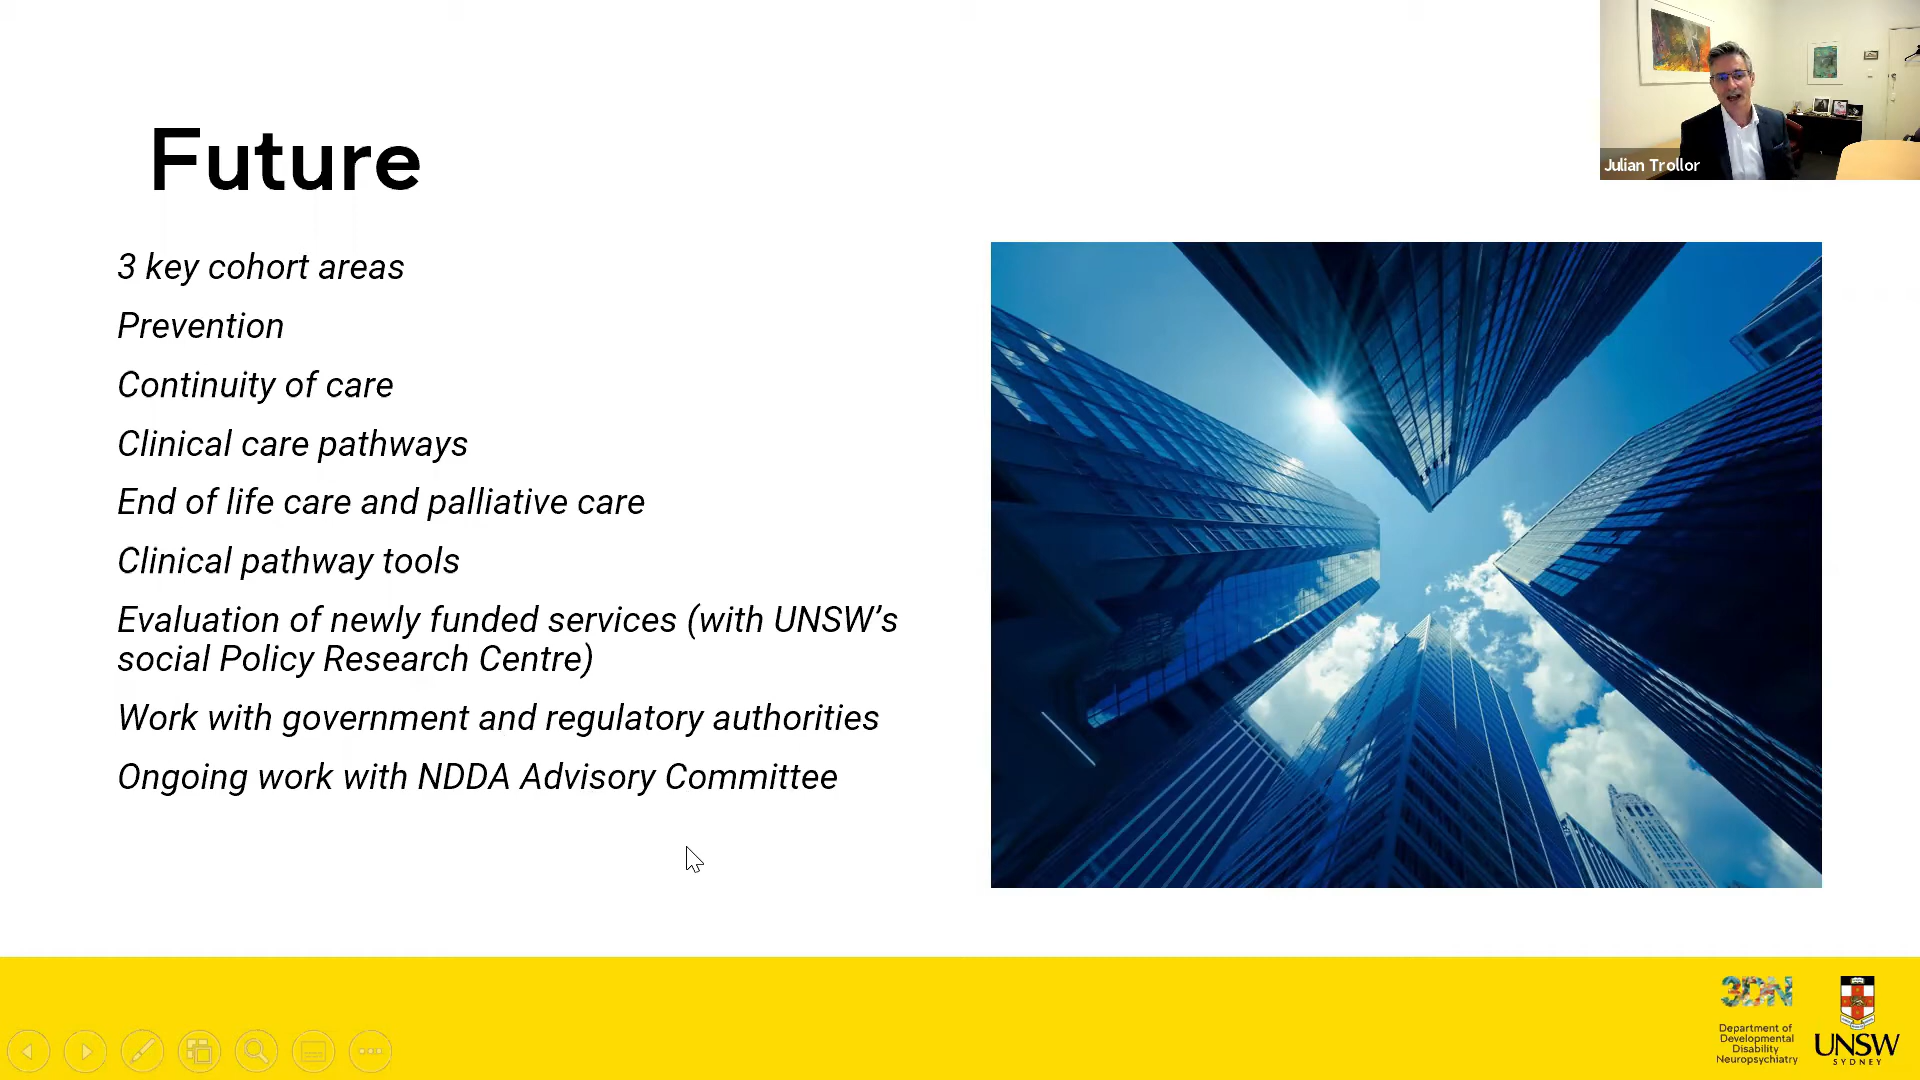 Julian Trollor
Future
3 key cohort areas
Prevention
Continuity of care
Clinical care pathways
End of life care and palliative care
Clinical pathway tools
Evaluation of newly funded services (with UNSW’s
social Policy Research Centre)
Work with government and regulatory authorities
Ongoing work with NDDA Advisory Committee
3DN
Department of
Developmental
Disability
Neuropsychiatry
UNSW
SYDNEY